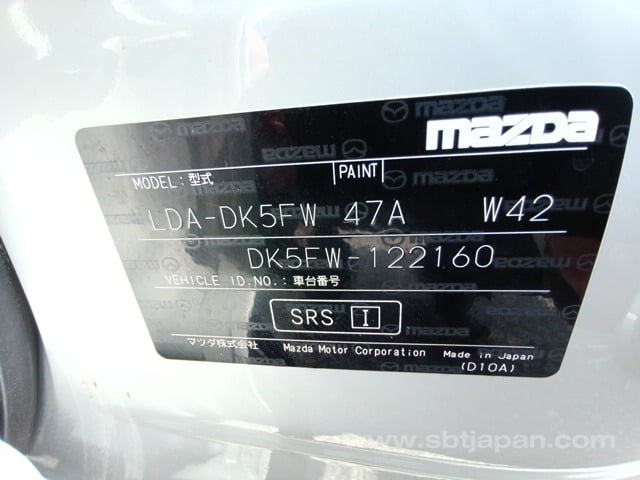 mazda
MODEL:型式 PAINT
LDA-DK5FW 47A W42
DK5FW-122160
VEHICLE ID.NO.:車台番号
SRS I
マツダ株式会社 Mazda Motor Corporation Made in Japan
(D10A)
www.sbtjapan.com